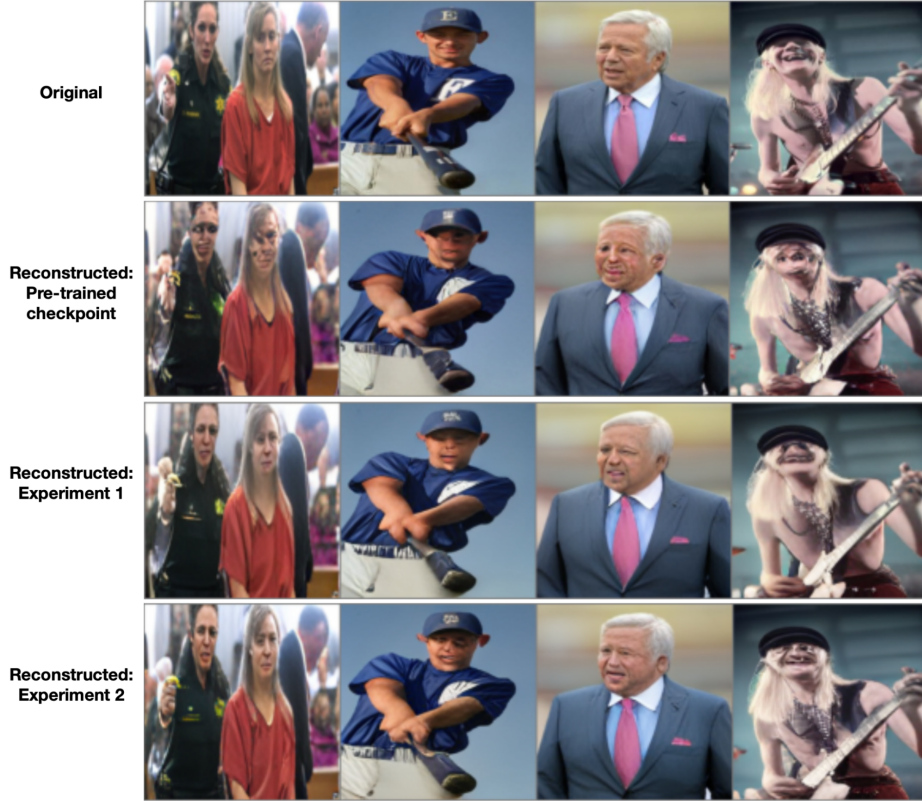 Original
E
Reconstructed:
Pre-trained
checkpoint
Reconstructed:
Experiment 1
Reconstructed:
Experiment 2